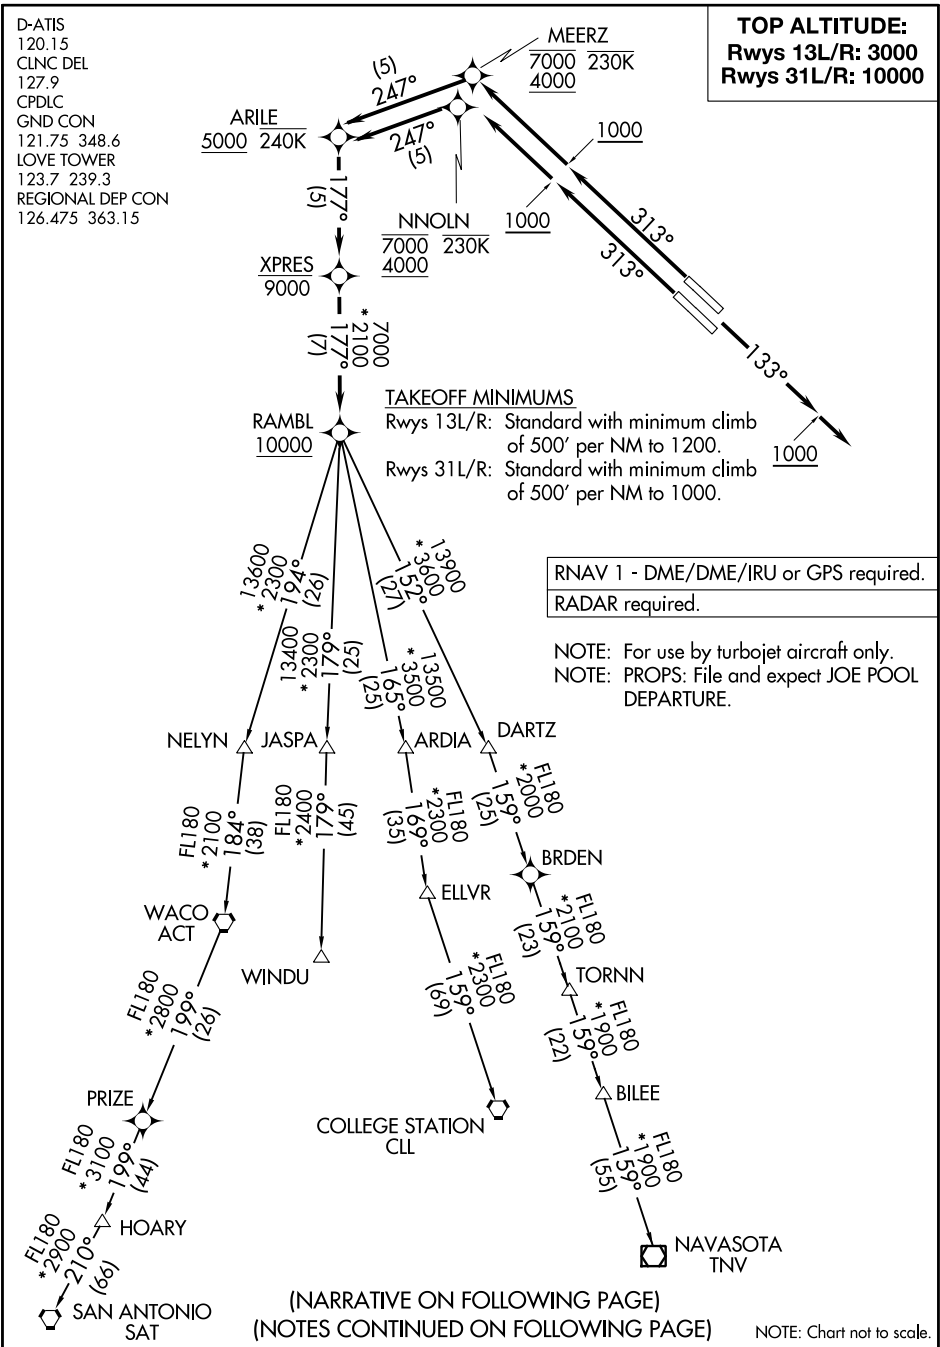 D-ATIS
120.15
CLNC DEL
127.9
CPDLC
GND CON
121.75 348.6
LOVE TOWER
123.7 239.3
REGIONAL DEP CON
126.475 363.15
TOP ALTITUDE:
Rwys 13L/R: 3000
Rwys 31L/R: 10000
MEERZ
7000 230K
4000
(5)
247°
ARILE
5000 240K
247°
(5)
1000
1000
NNOLN
7000 230K
4000
313°
313°
177°
(5)
XPRES
9000
133°
1000
7000
*2100
177°
(7)
RAMBL
10000
TAKEOFF MINIMUMS
Rwys 13L/R: Standard with minimum climb
of 500' per NM to 1200.
Rwys 31L/R: Standard with minimum climb
of 500' per NM to 1000.
RNAV 1 - DME/DME/IRU or GPS required.
RADAR required.
NOTE: For use by turbojet aircraft only.
NOTE: PROPS: File and expect JOE POOL
DEPARTURE.
13600
*2300
194°
(26)
13400
*2300
179°
(25)
13500
*3500
165°
(25)
13900
*3600
152°
(27)
NELYN
JASPA
ARDIA
DARTZ
FL180
*2100
184°
(38)
FL180
*2400
179°
(45)
FL180
*2300
169°
(35)
FL180
*2000
159°
(25)
BRDEN
ELLVR
WACO
ACT
WINDU
FL180
*2100
159°
(23)
TORNN
FL180
*2800
199°
(26)
FL180
*2300
159°
(69)
FL180
*1900
159°
(22)
BILEE
PRIZE
COLLEGE STATION
CLL
FL180
*3100
199°
(44)
FL180
*1900
159°
(55)
HOARY
NAVASOTA
TNV
FL180
*2900
210°
(66)
SAN ANTONIO
SAT
(NARRATIVE ON FOLLOWING PAGE)
(NOTES CONTINUED ON FOLLOWING PAGE)
NOTE: Chart not to scale.